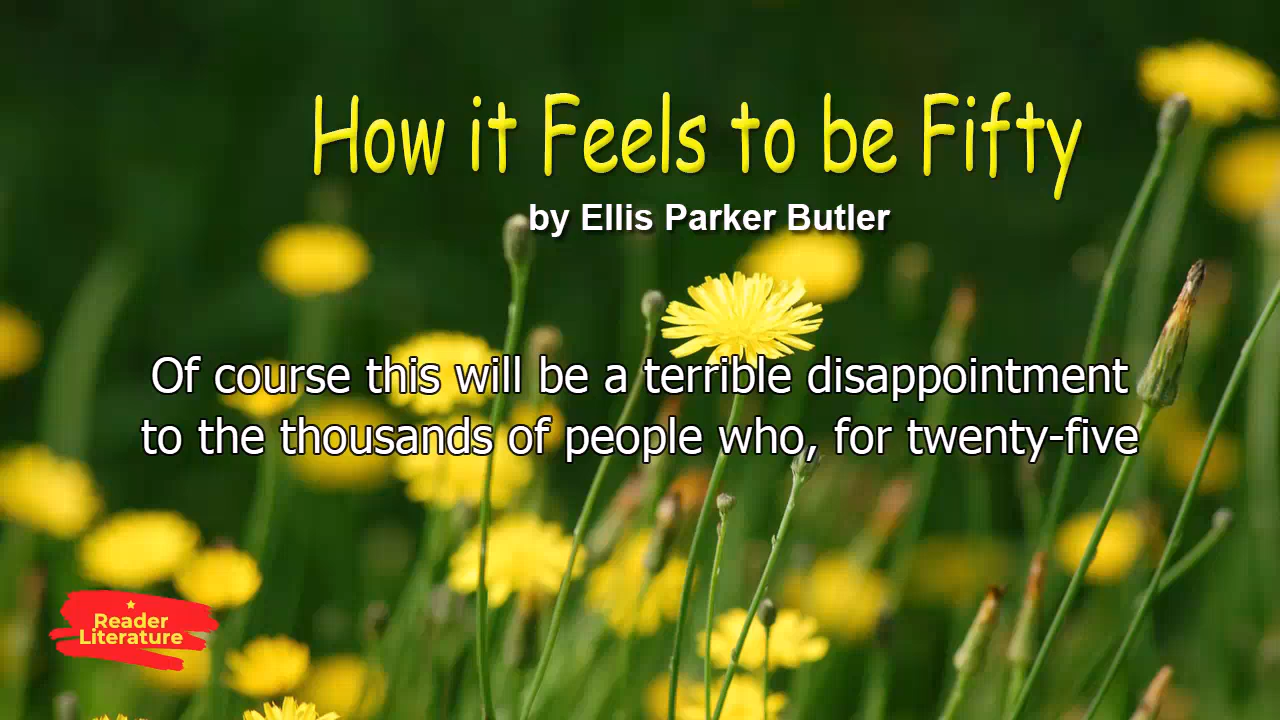 How it Feels to be Fifty
by Ellis Parker Butler
Of course this will be a terrible disappointment
to the thousands of people who, for twenty-five
Reader
Literature